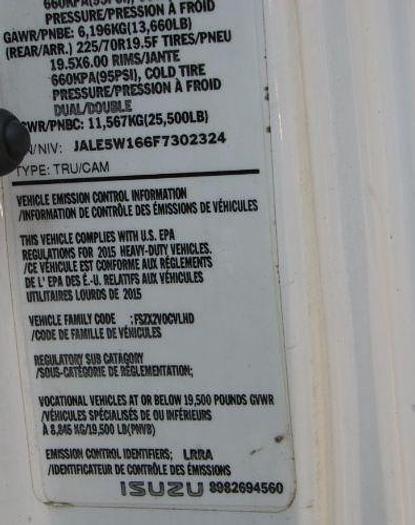 660KPA(95PSI), COLD TIRE
PRESSURE/PRESSION À FROID
GAWR/PNBE: 6,196KG(13,660LB)
(REAR/ARR.) 225/70R19.5F TIRES/PNEU
19.5X6.00 RIMS/JANTE
660KPA(95PSI), COLD TIRE
PRESSURE/PRESSION À FROID
DUAL/DOUBLE
GVWR/PNBC: 11,567KG(25,500LB)
/NIV: JALE5W166F7302324
TYPE: TRU/CAM
VEHICLE EMISSION CONTROL INFORMATION
/INFORMATION DE CONTRÔLE DES ÉMISSIONS DE VÉHICULES
THIS VEHICLE COMPLIES WITH U.S. EPA
REGULATIONS FOR 2015 HEAVY-DUTY VEHICLES.
/CE VÉHICULE EST CONFORME AUX RÈGLEMENTS
DE L' EPA DES É.-U. RELATIFS AUX VÉHICULES
UTILITAIRES LOURDS DE 2015
VEHICLE FAMILY CODE :FSZX2VOCVLHD
/CODE DE FAMILLE DE VÉHICULES
REGULATORY SUB CATAGORY
/SOUS-CATÉGORIE DE RÉGLEMENTATION;
VOCATIONAL VEHICLES AT OR BELOW 19,500 POUNDS GVWR
/VÉHICULES SPÉCIALISÉS DE OU INFÉRIEURS
À 8,845 KG/19,500 LB(PNVB)
EMISSION CONTROL IDENTIFIERS; LRRA
/IDENTIFICATEUR DE CONTRÔLE DES ÉMISSIONS
ISUZU 8982694560